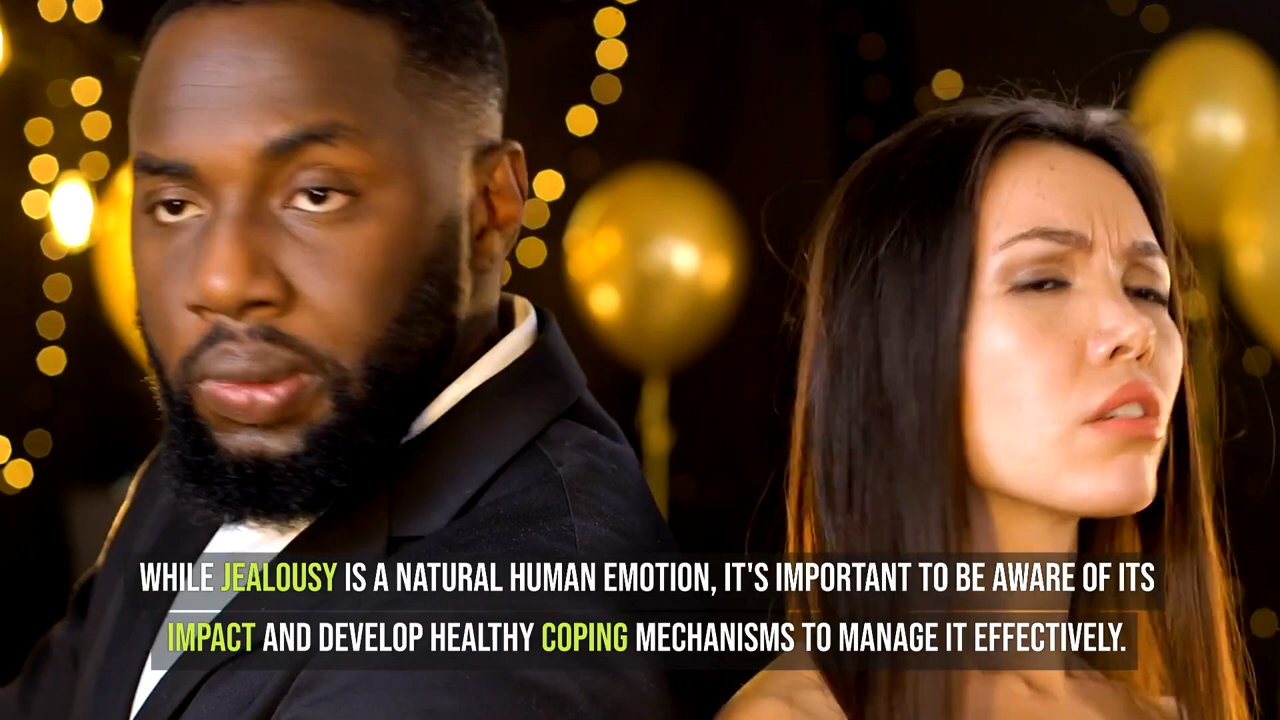 WHILE JEALOUSY IS A NATURAL HUMAN EMOTION, IT'S IMPORTANT TO BE AWARE OF ITS
IMPACT AND DEVELOP HEALTHY COPING MECHANISMS TO MANAGE IT EFFECTIVELY.